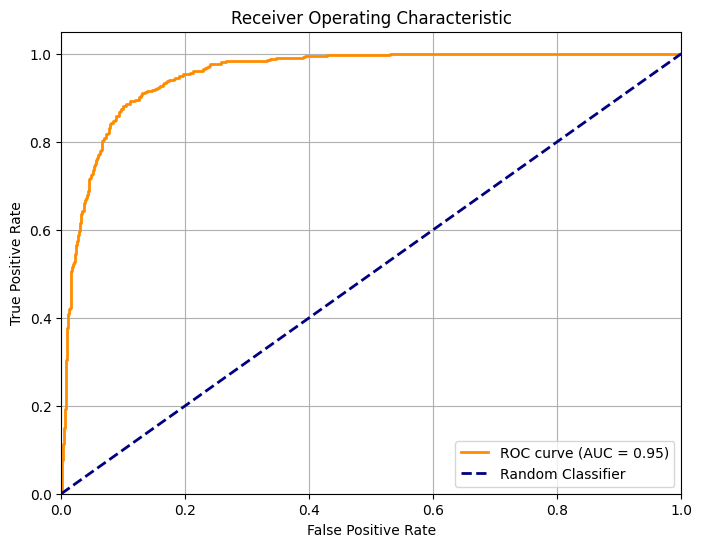 Receiver Operating Characteristic
1.0
0.8
0.6
0.4
0.2
0.0
True Positive Rate
ROC curve (AUC = 0.95)
Random Classifier
0.0 0.2 0.4 0.6 0.8 1.0
False Positive Rate